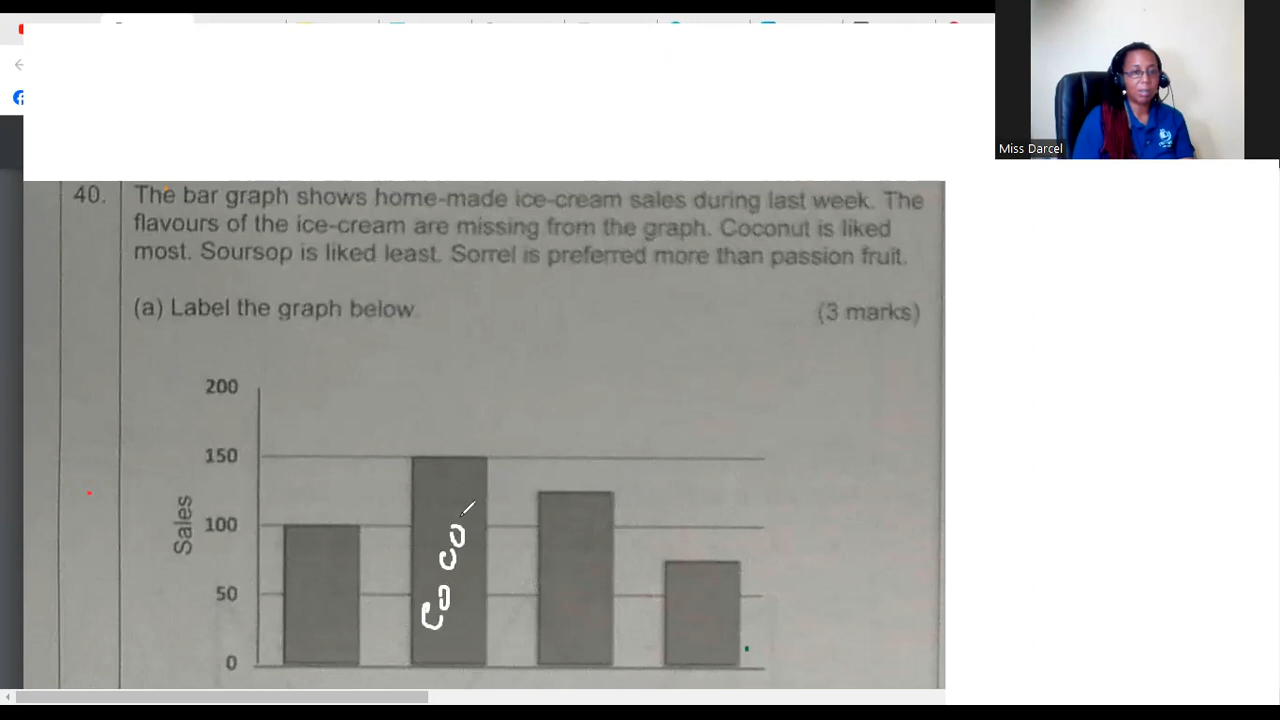 Miss Darcel
40. The bar graph shows home-made ice-cream sales during last week. The
flavours of the ice-cream are missing from the graph. Coconut is liked
most. Soursop is liked least. Sorrel is preferred more than passion fruit.
(a) Label the graph below. (3 marks)
200
150
100
50
0
Sales
Coco